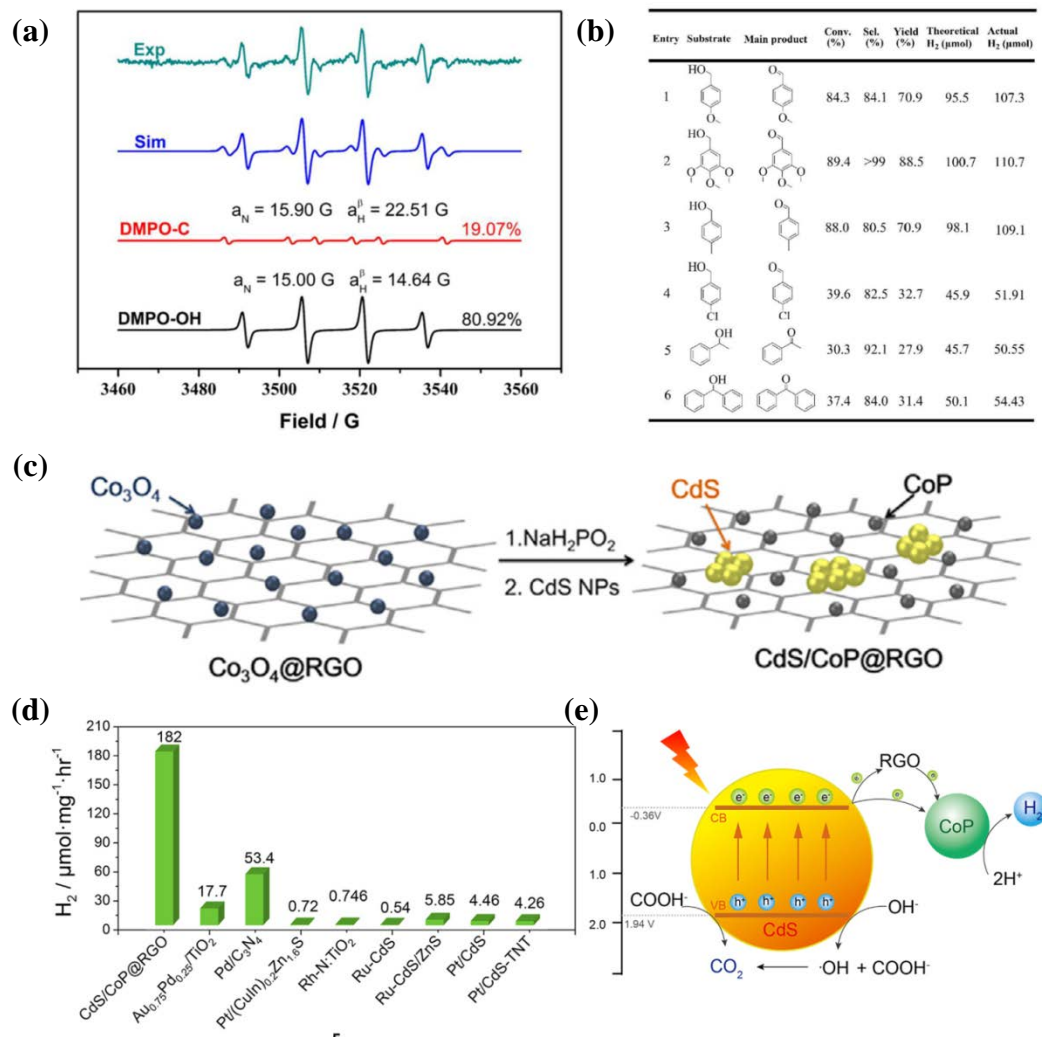 (a)
Exp
Sim
a_N = 15.90 G a_H^β = 22.51 G
DMPO-C 19.07%
a_N = 15.00 G a_H^β = 14.64 G
DMPO-OH 80.92%
3460 3480 3500 3520 3540 3560
Field / G
(b)
Entry Substrate Main product Conv. (%) Sel. (%) Yield (%) Theoretical H₂ (μmol) Actual H₂ (μmol)
HO O
1 84.3 84.1 70.9 95.5 107.3
O O
HO O
2 89.4 >99 88.5 100.7 110.7
O O O O O O
HO O
3 88.0 80.5 70.9 98.1 109.1
HO O
4 39.6 82.5 32.7 45.9 51.91
Cl Cl
OH O
5 30.3 92.1 27.9 45.7 50.55
OH O
6 37.4 84.0 31.4 50.1 54.43
(c)
Co₃O₄
1.NaH₂PO₂
2. CdS NPs
CdS
CoP
Co₃O₄@RGO
CdS/CoP@RGO
(d)
H₂ / μmol·mg⁻¹·hr⁻¹
210
180
150
120
90
60
30
0
182
17.7
53.4
0.72
0.746
0.54
5.85
4.46
4.26
CdS/CoP@RGO
Au₀.₇₅Pd₀.₂₅/TiO₂
Pd/C₃N₄
Pt/(CuIn)₀.₂Zn₁.₆S
Rh-N:TiO₂
Ru-CdS
Ru-CdS/ZnS
Pt/CdS
Pt/CdS-TNT
(e)
1.0
0.0
1.0
2.0
-0.36V
1.94 V
CB
e⁻ e⁻ e⁻ e⁻
VB
h⁺ h⁺ h⁺ h⁺
CdS
RGO
e
e
CoP
H₂
2H⁺
COOH⁻
OH⁻
CO₂
·OH + COOH⁻